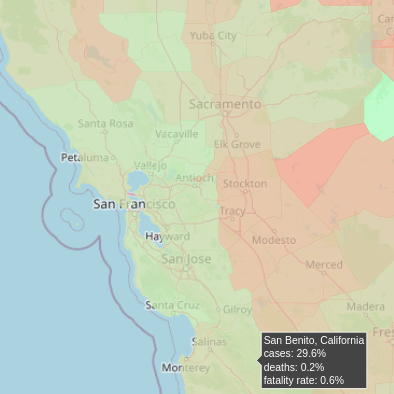 Yuba City
Sacramento
Santa Rosa
Vacaville
Elk Grove
Petaluma
Vallejo
Antioch
Stockton
San Francisco
Tracy
Hayward
Modesto
San Jose
Merced
Santa Cruz
Gilroy
Madera
Salinas
Monterey
San Benito, California
cases: 29.6%
deaths: 0.2%
fatality rate: 0.6%